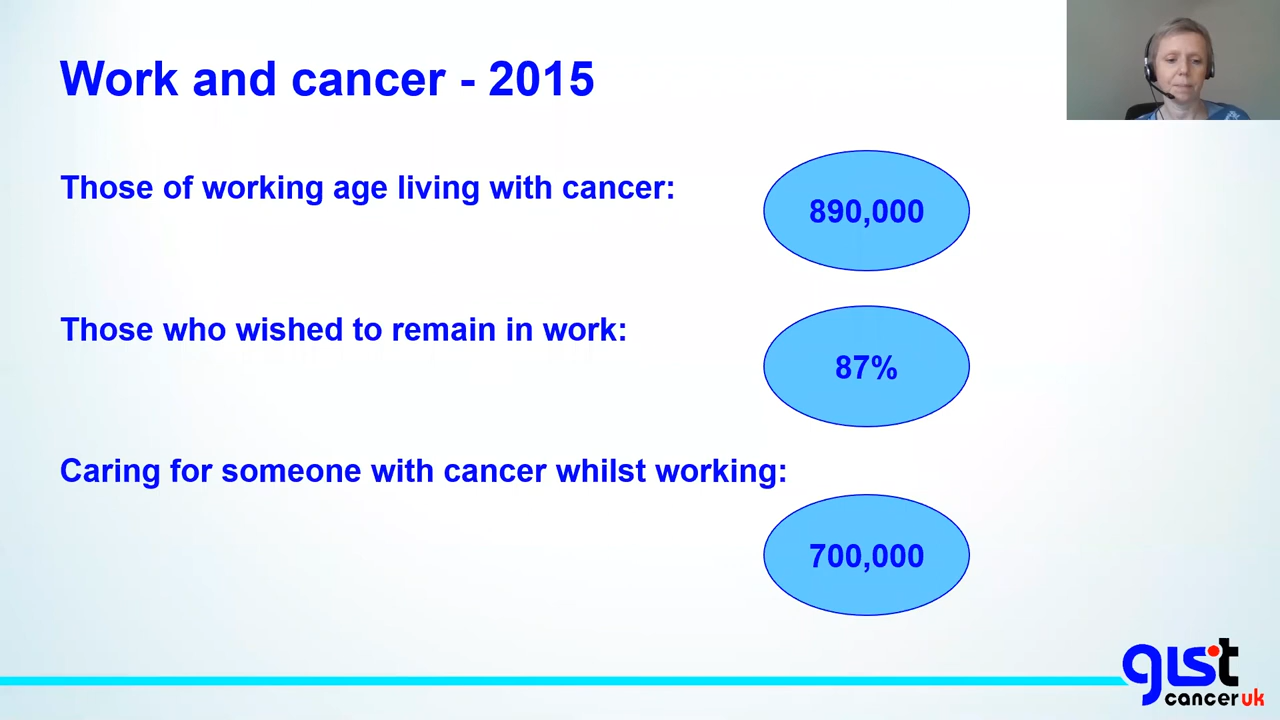 Work and cancer - 2015
Those of working age living with cancer:
890,000
Those who wished to remain in work:
87%
Caring for someone with cancer whilst working:
700,000
gist
cancer uk